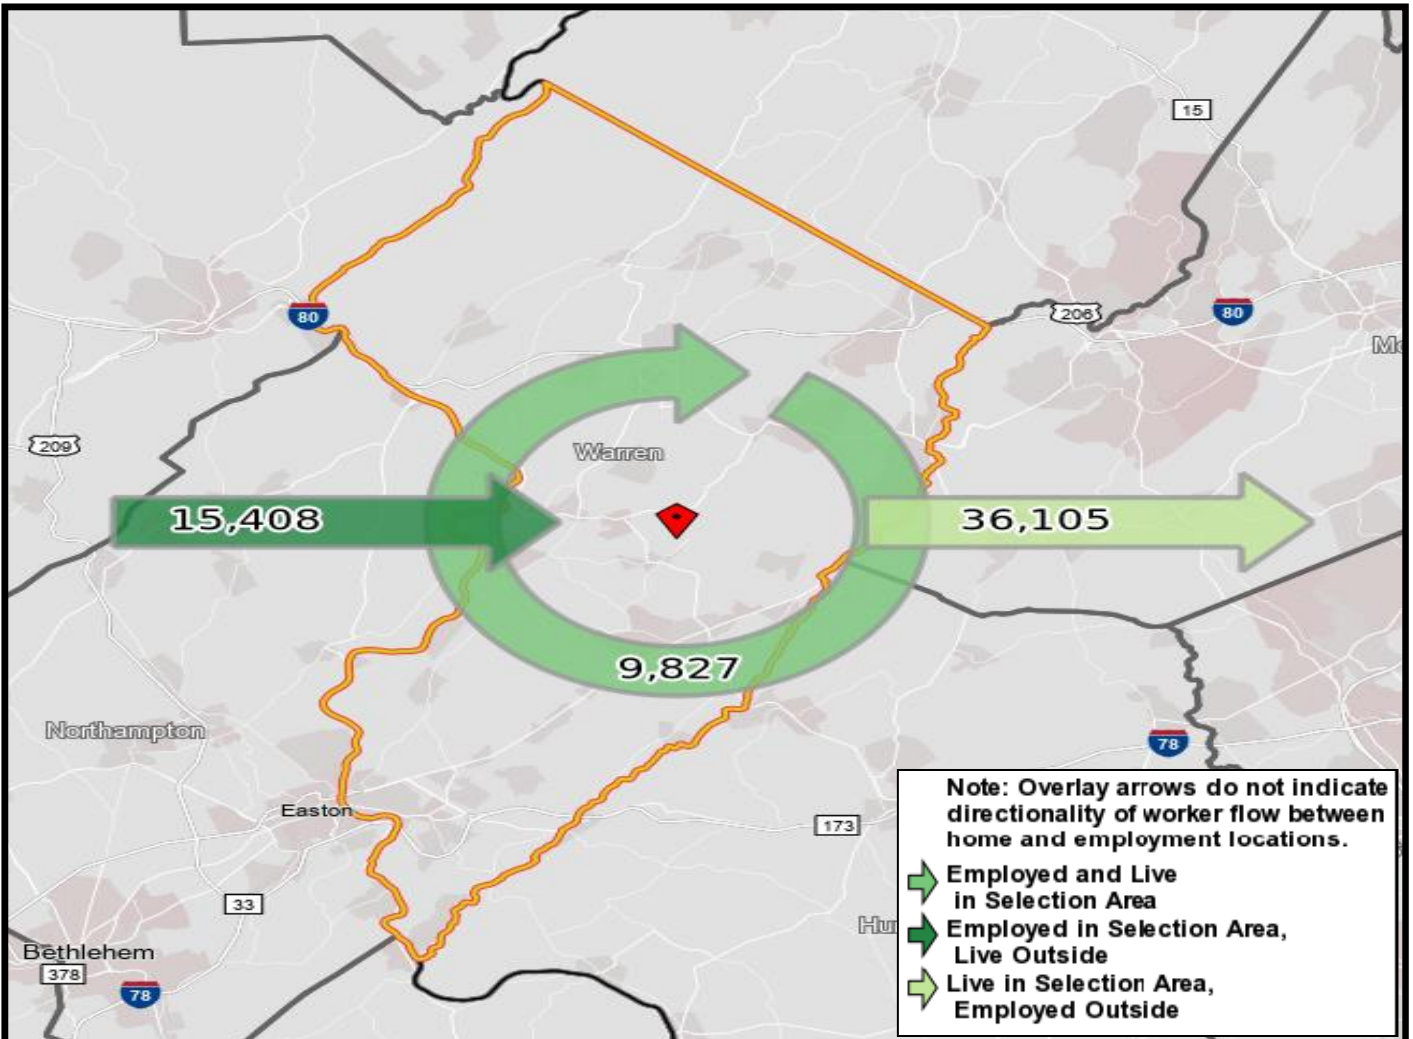 15
80
206
80
Mo
209
Warren
15,408
36,105
9,827
Northampton
78
Easton
173
33
Hu
Bethlehem
378
78
Note: Overlay arrows do not indicate
directionality of worker flow between
home and employment locations.
Employed and Live
in Selection Area
Employed in Selection Area,
Live Outside
Live in Selection Area,
Employed Outside